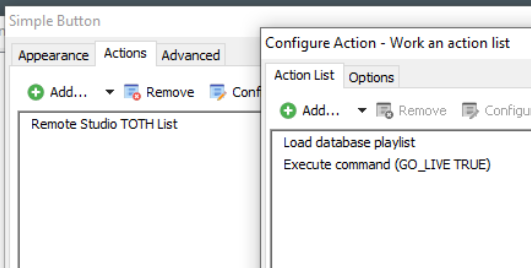 Simple Button
Appearance Actions Advanced
Add... Remove Conf
Remote Studio TOTH List
Configure Action - Work an action list
Action List Options
Add... Remove Configu
Load database playlist
Execute command (GO_LIVE TRUE)